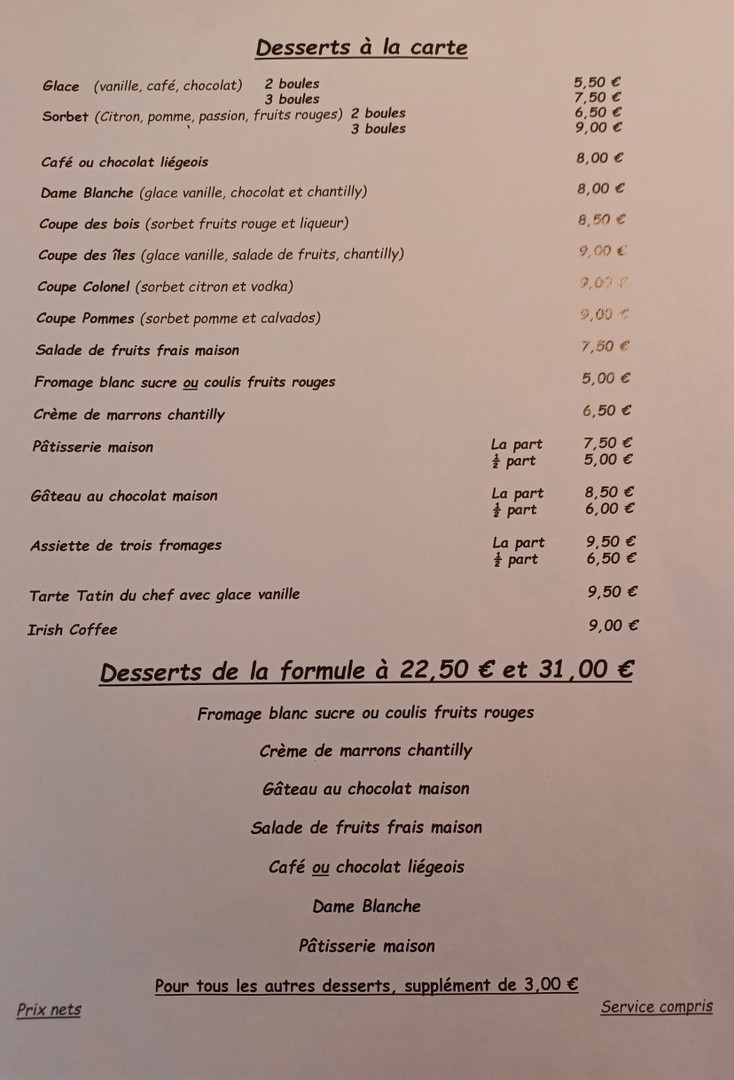 Desserts à la carte
Glace (vanille, café, chocolat) 2 boules 5,50 €
3 boules 7,50 €
Sorbet (Citron, pomme, passion, fruits rouges) 2 boules 6,50 €
3 boules 9,00 €
Café ou chocolat liégeois 8,00 €
Dame Blanche (glace vanille, chocolat et chantilly) 8,00 €
Coupe des bois (sorbet fruits rouge et liqueur) 8,50 €
Coupe des îles (glace vanille, salade de fruits, chantilly) 9,00 €
Coupe Colonel (sorbet citron et vodka) 9,00 €
Coupe Pommes (sorbet pomme et calvados) 9,00 €
Salade de fruits frais maison 7,50 €
Fromage blanc sucre ou coulis fruits rouges 5,00 €
Crème de marrons chantilly 6,50 €
Pâtisserie maison La part 7,50 €
½ part 5,00 €
Gâteau au chocolat maison La part 8,50 €
½ part 6,00 €
Assiette de trois fromages La part 9,50 €
½ part 6,50 €
Tarte Tatin du chef avec glace vanille 9,50 €
Irish Coffee 9,00 €
Desserts de la formule à 22,50 € et 31,00 €
Fromage blanc sucre ou coulis fruits rouges
Crème de marrons chantilly
Gâteau au chocolat maison
Salade de fruits frais maison
Café ou chocolat liégeois
Dame Blanche
Pâtisserie maison
Pour tous les autres desserts, supplément de 3,00 €
Prix nets Service compris